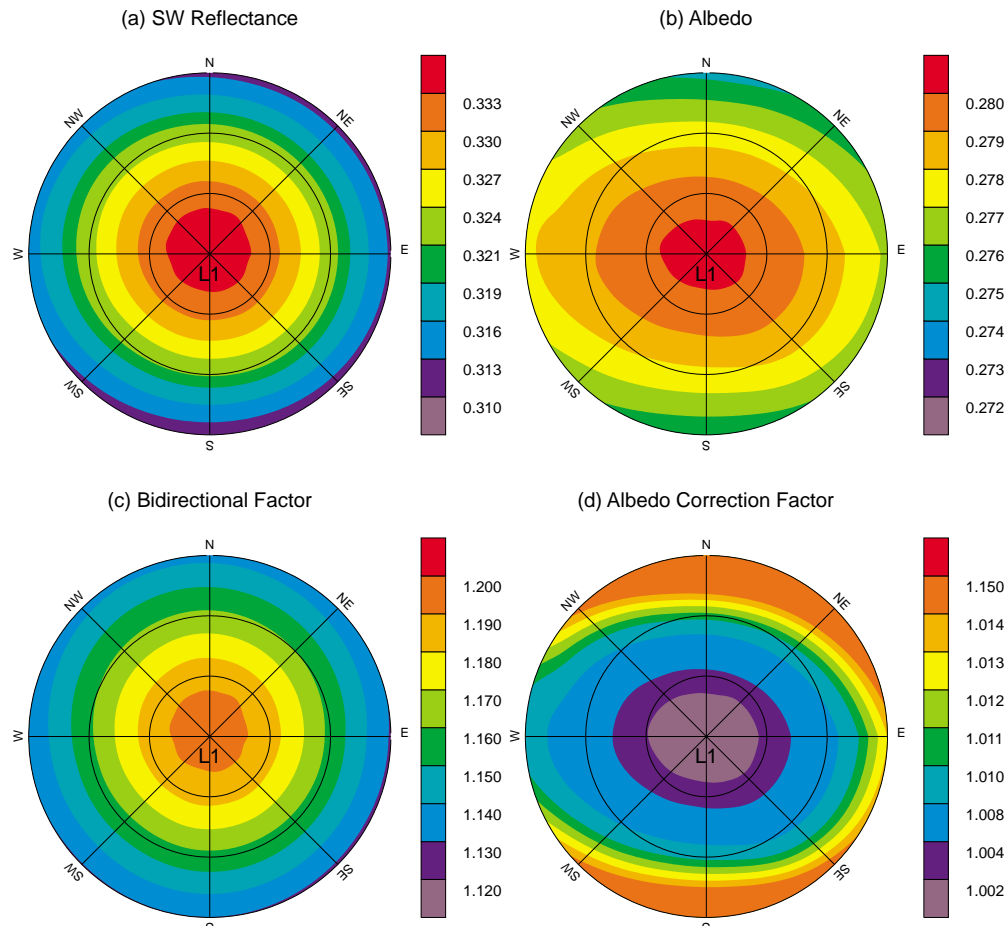 (a) SW Reflectance
N
NE
E
SE
S
SW
W
NW
L1
0.333
0.330
0.327
0.324
0.321
0.319
0.316
0.313
0.310
(b) Albedo
N
NE
E
SE
S
SW
W
NW
L1
0.280
0.279
0.278
0.277
0.276
0.275
0.274
0.273
0.272
(c) Bidirectional Factor
N
NE
E
SE
S
SW
W
NW
L1
1.200
1.190
1.180
1.170
1.160
1.150
1.140
1.130
1.120
(d) Albedo Correction Factor
N
NE
E
SE
S
SW
W
NW
L1
1.150
1.014
1.013
1.012
1.011
1.010
1.008
1.004
1.002